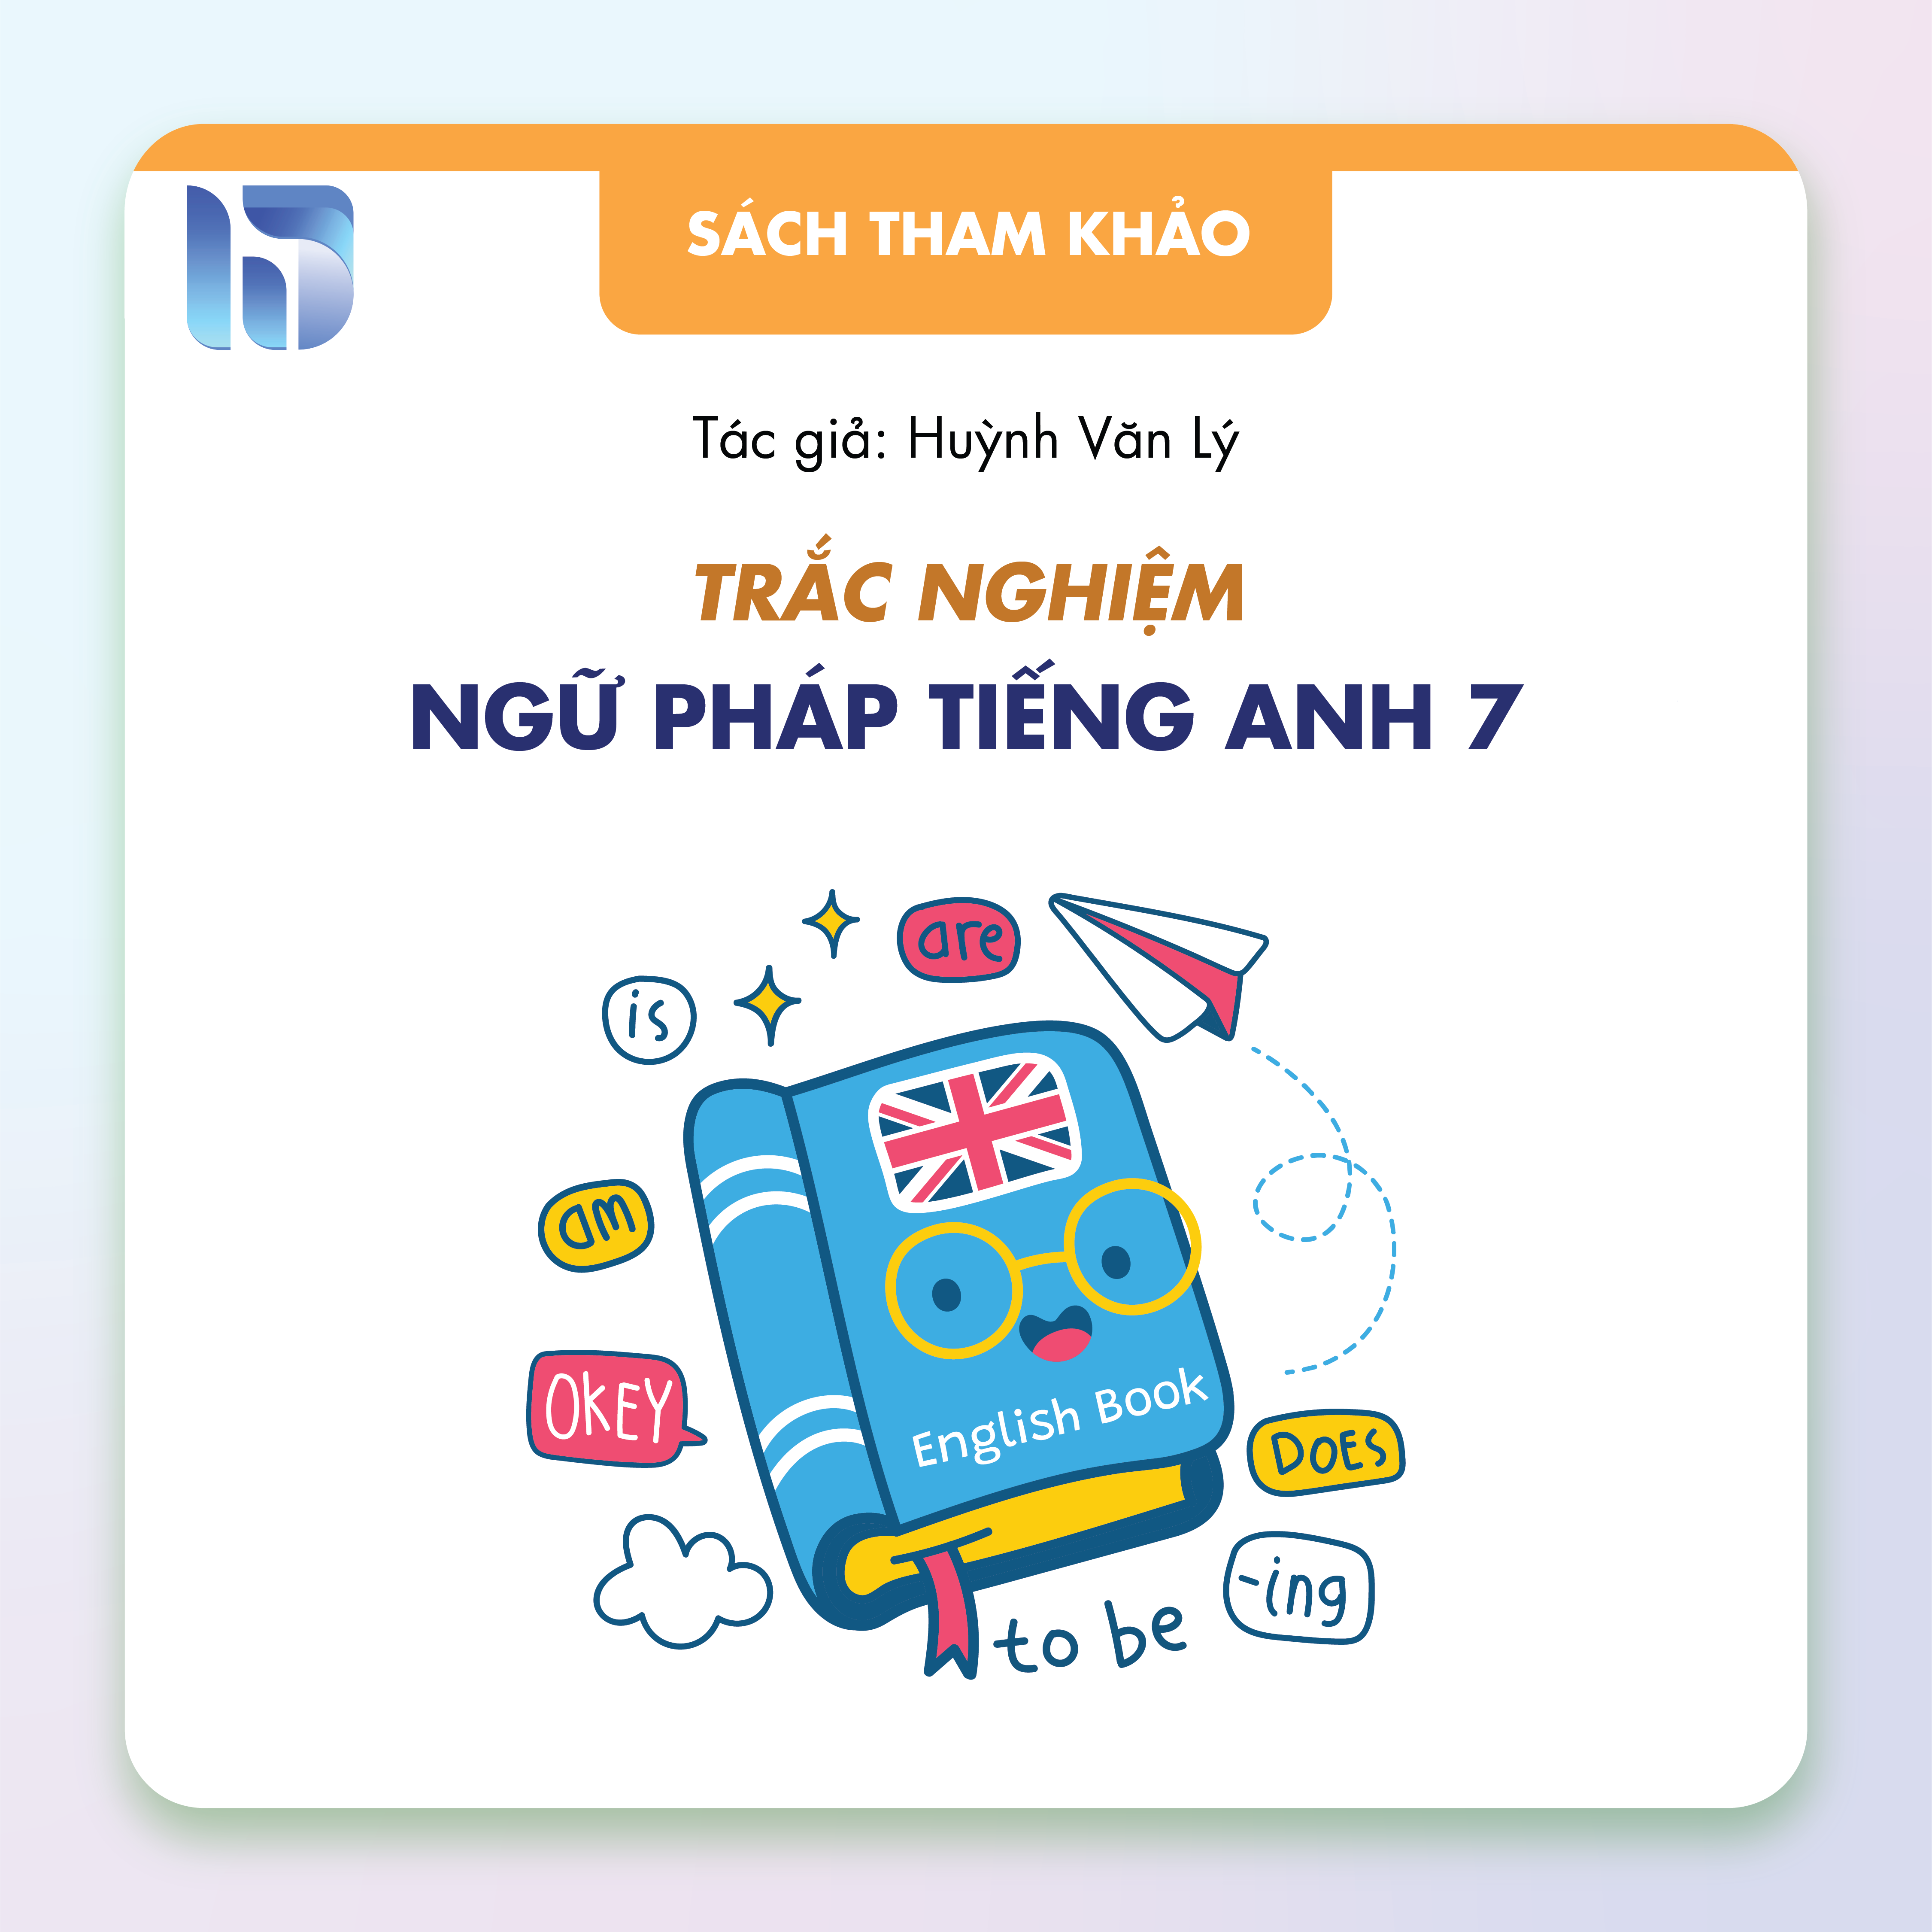 SÁCH THAM KHẢO
Tác giả: Huỳnh Văn Lý
TRẮC NGHIỆM
NGỮ PHÁP TIẾNG ANH 7
are
is
am
English Book
OKEY
DOES
-ing
to be